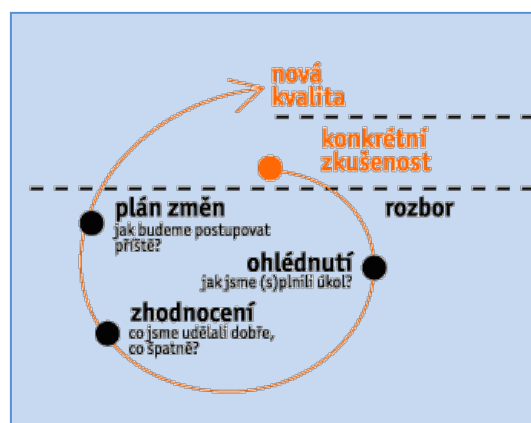 nová
kvalita
konkrétní
zkušenost
plán změn
jak budeme postupovat
příště?
rozbor
ohlédnutí
jak jsme (s)plnili úkol?
zhodnocení
co jsme udělali dobře,
co špatně?